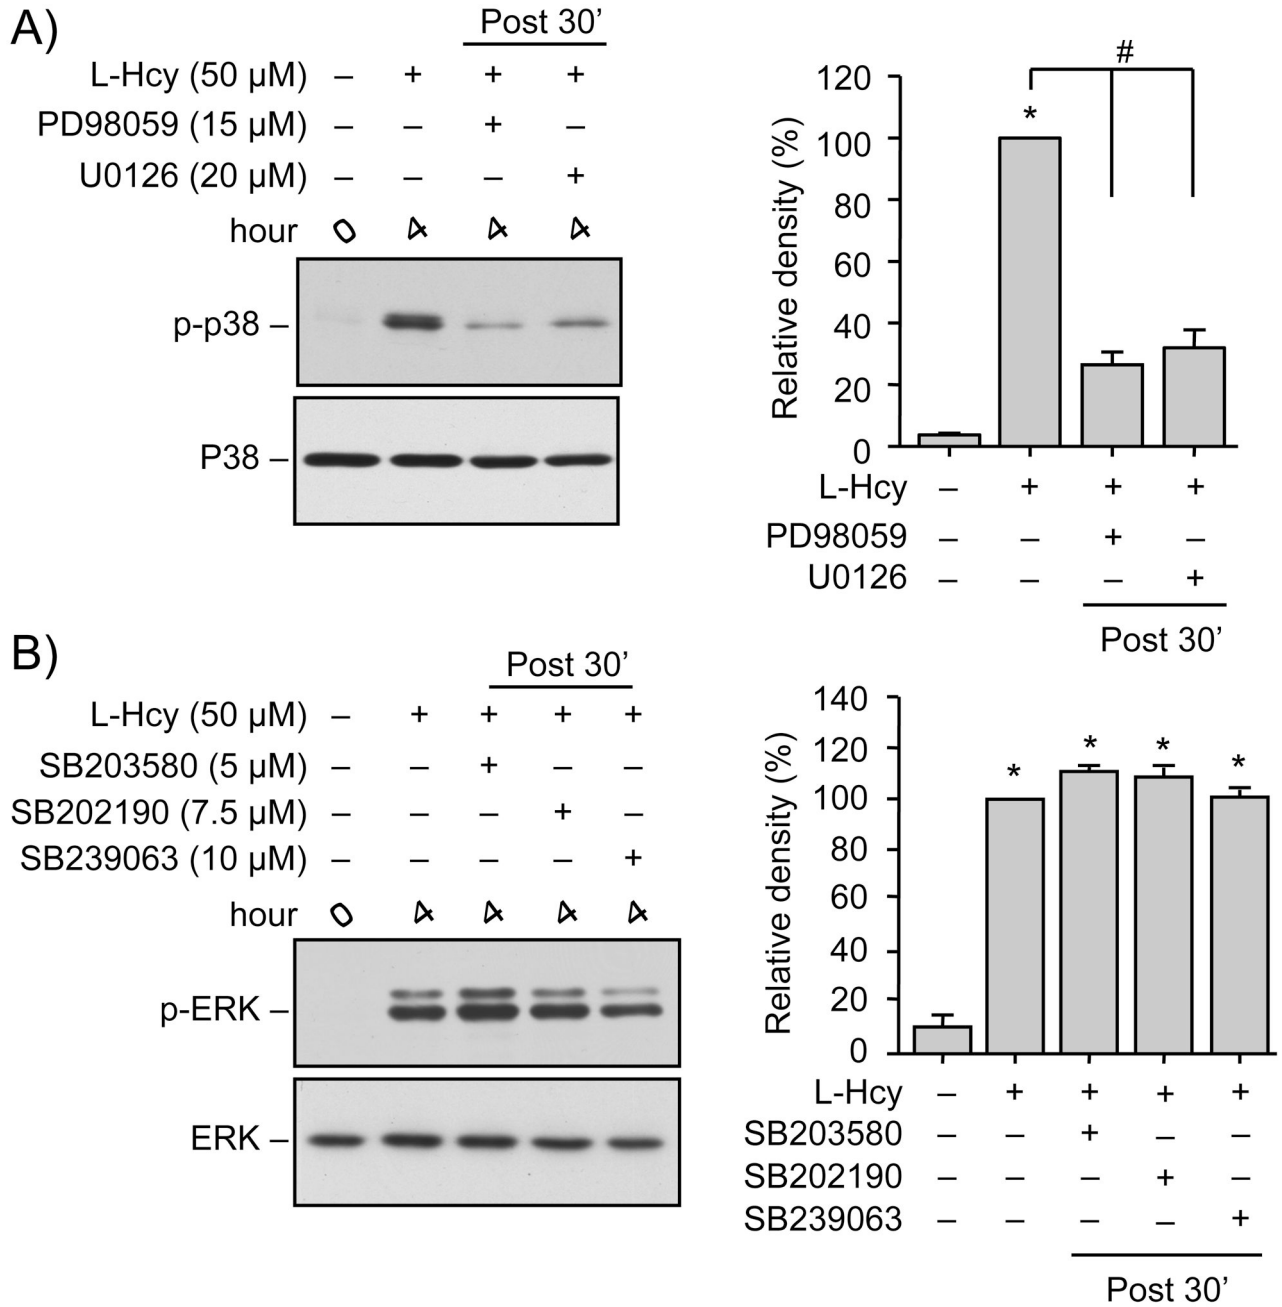 A)
Post 30’
L-Hcy (50 µM) – + + +
PD98059 (15 µM) – – + –
U0126 (20 µM) – – – +
hour 0 4 4 4
p-p38 –
P38 –
Relative density (%)
120
100
80
60
40
20
0
#
*
L-Hcy – + + +
PD98059 – – + –
U0126 – – – +
Post 30’
B)
Post 30’
L-Hcy (50 µM) – + + + +
SB203580 (5 µM) – – + – –
SB202190 (7.5 µM) – – – + –
SB239063 (10 µM) – – – – +
hour 0 4 4 4 4
p-ERK –
ERK –
Relative density (%)
140
120
100
80
60
40
20
0
* * * *
L-Hcy – + + + +
SB203580 – – + – –
SB202190 – – – + –
SB239063 – – – – +
Post 30’